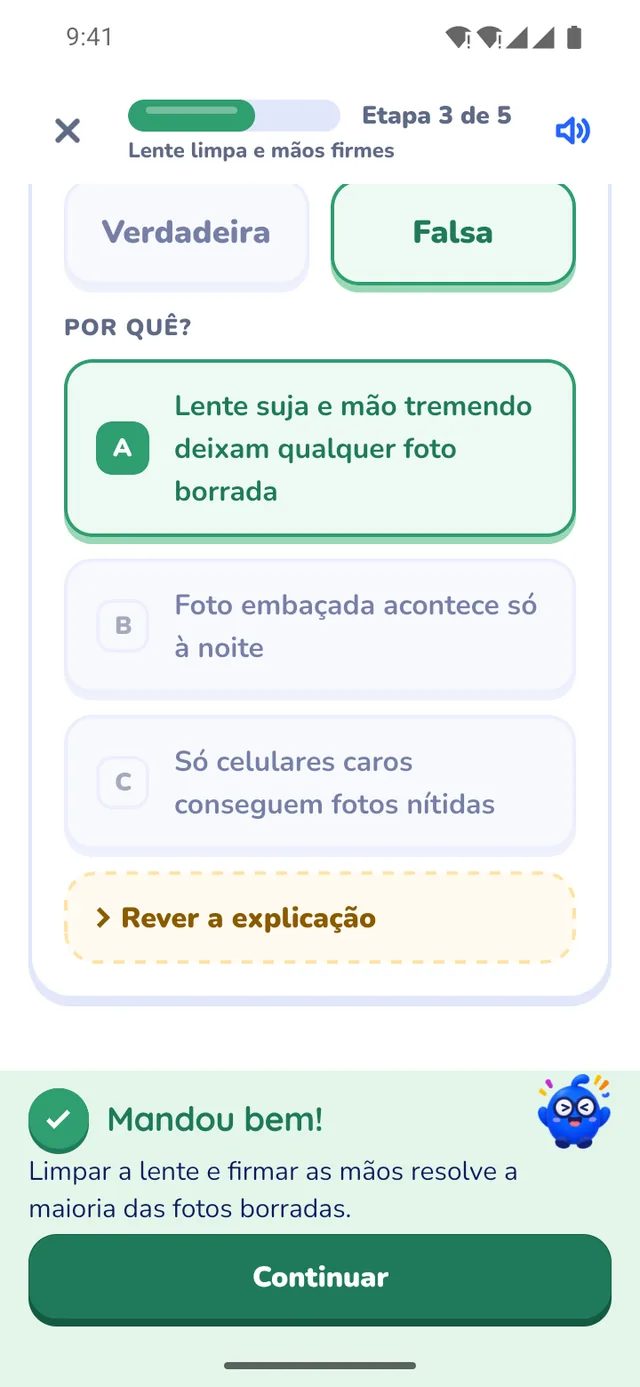 9:41
Etapa 3 de 5
Lente limpa e mãos firmes
Verdadeira
Falsa
POR QUÊ?
A
Lente suja e mão tremendo
deixam qualquer foto
borrada
B
Foto embaçada acontece só
à noite
C
Só celulares caros
conseguem fotos nítidas
Rever a explicação
Mandou bem!
Limpar a lente e firmar as mãos resolve a
maioria das fotos borradas.
Continuar